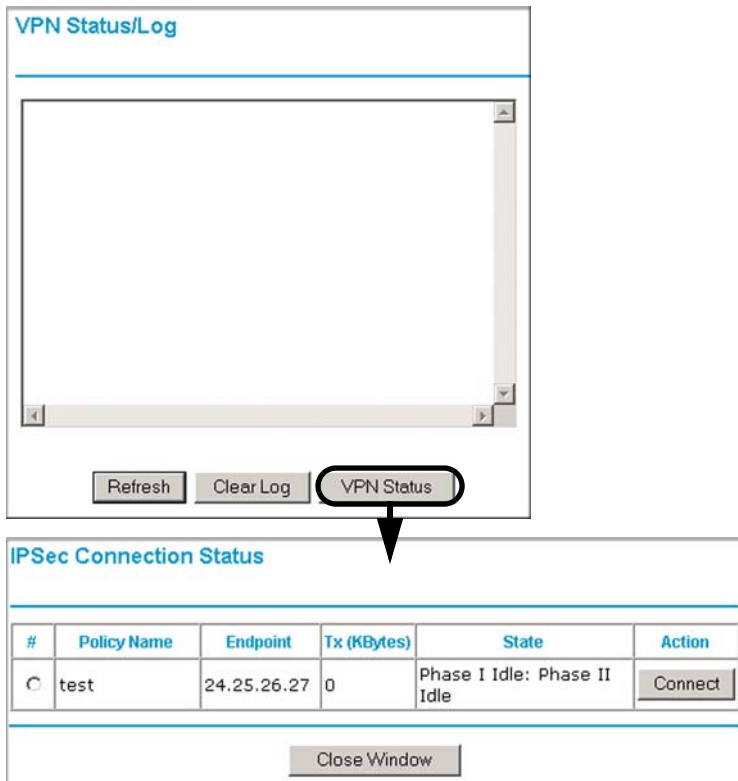 VPN Status/Log
Refresh Clear Log VPN Status
IPSec Connection Status
# Policy Name Endpoint Tx (KBytes) State Action
test 24.25.26.27 0 Phase I Idle: Phase II Idle Connect
Close Window